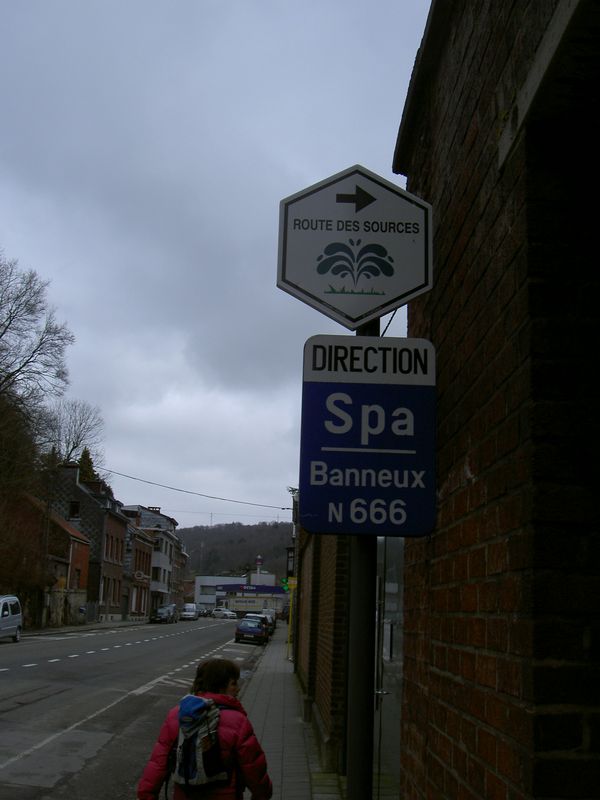 ROUTE DES SOURCES
DIRECTION
Spa
Banneux
N 666